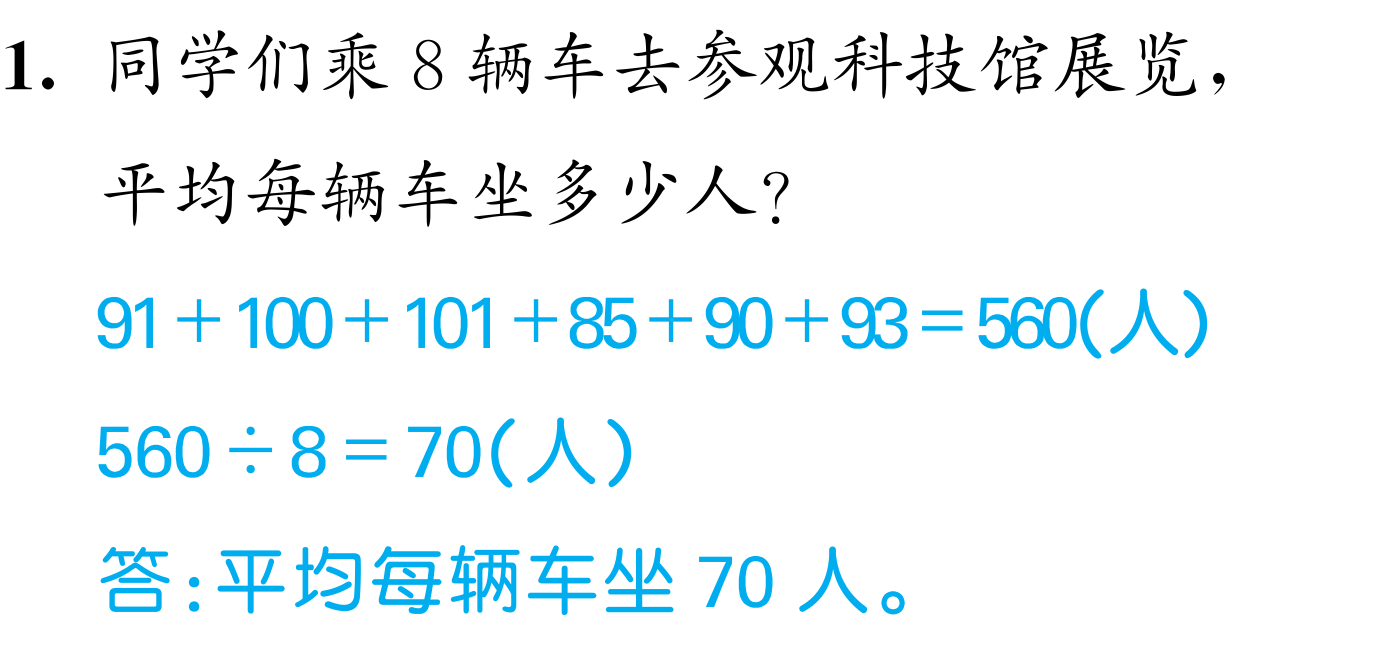 1. 同学们乘 8 辆车去参观科技馆展览，
平均每辆车坐多少人?
91+100+101+85+90+93=560(人)
560÷8=70(人)
答:平均每辆车坐 70 人。